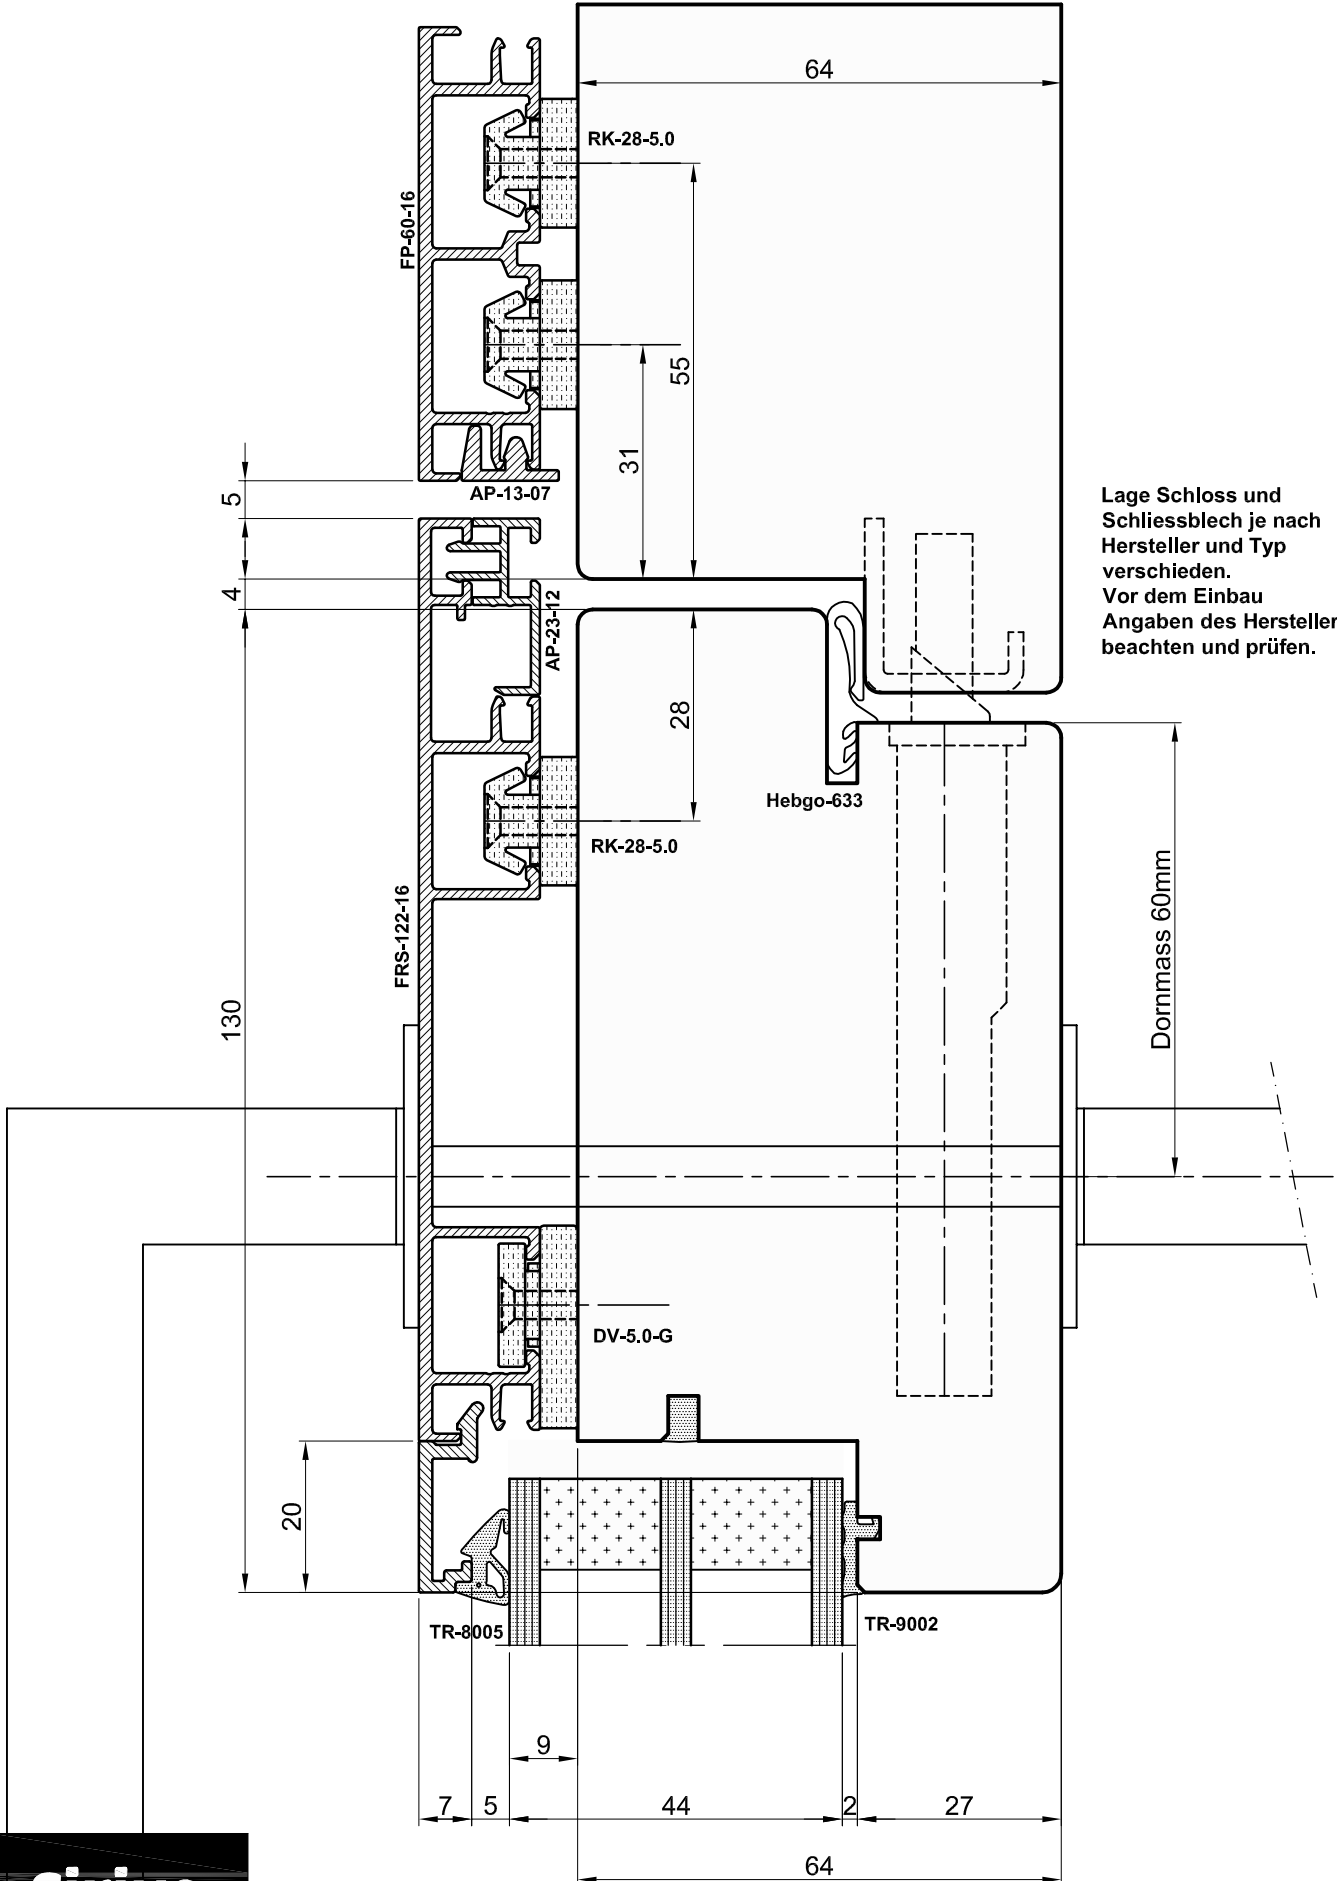 64
RK-28-5.0
FP-60-16
55
31
5
AP-13-07
Lage Schloss und
Schliessblech je nach
Hersteller und Typ
verschieden.
Vor dem Einbau
Angaben des Hersteller
beachten und prüfen.
4
AP-23-12
28
Hebgo-633
RK-28-5.0
Dornmass 60mm
FRS-122-16
130
DV-5.0-G
20
TR-8005
TR-9002
9
7
5
44
2
27
64